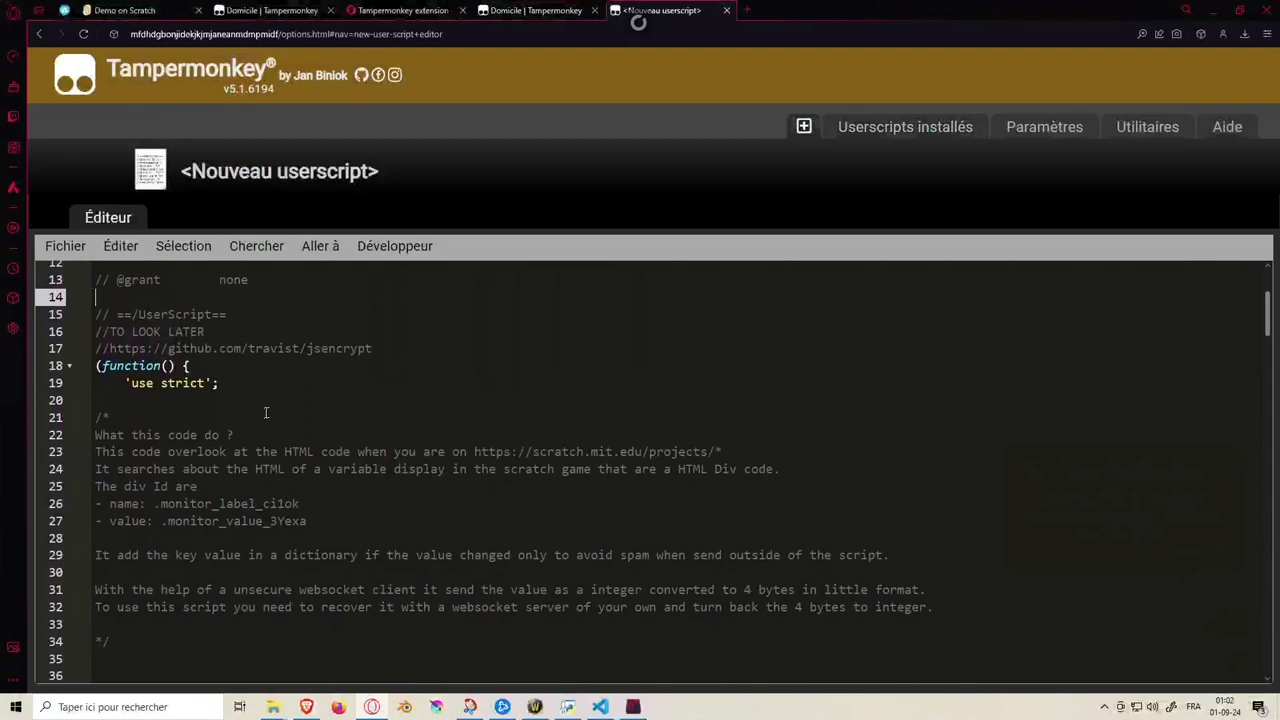 Demo on Scratch
Domicile | Tampermonkey
Tampermonkey extension
Domicile | Tampermonkey
<Nouveau userscript>
mfdhdgbonjidekjkjmjaneanmdmpmidf/options.html#nav=new-user-script+editor
Tampermonkey® by Jan Biniok
v5.1.6194
Userscripts installés
Paramètres
Utilitaires
Aide
<Nouveau userscript>
Éditeur
Fichier
Éditer
Sélection
Chercher
Aller à
Développeur
12
13 // @grant none
14
15 // ==/UserScript==
16 //TO LOOK LATER
17 //https://github.com/travist/jsencrypt
18 (function() {
19 'use strict';
20
21 /*
22 What this code do ?
23 This code overlook at the HTML code when you are on https://scratch.mit.edu/projects/*
24 It searches about the HTML of a variable display in the scratch game that are a HTML Div code.
25 The div Id are
26 - name: .monitor_label_ci1ok
27 - value: .monitor_value_3Yexa
28
29 It add the key value in a dictionary if the value changed only to avoid spam when send outside of the script.
30
31 With the help of a unsecure websocket client it send the value as a integer converted to 4 bytes in little format.
32 To use this script you need to recover it with a websocket server of your own and turn back the 4 bytes to integer.
33
34 */
35
36
Taper ici pour rechercher
FRA
01:02
01-09-24